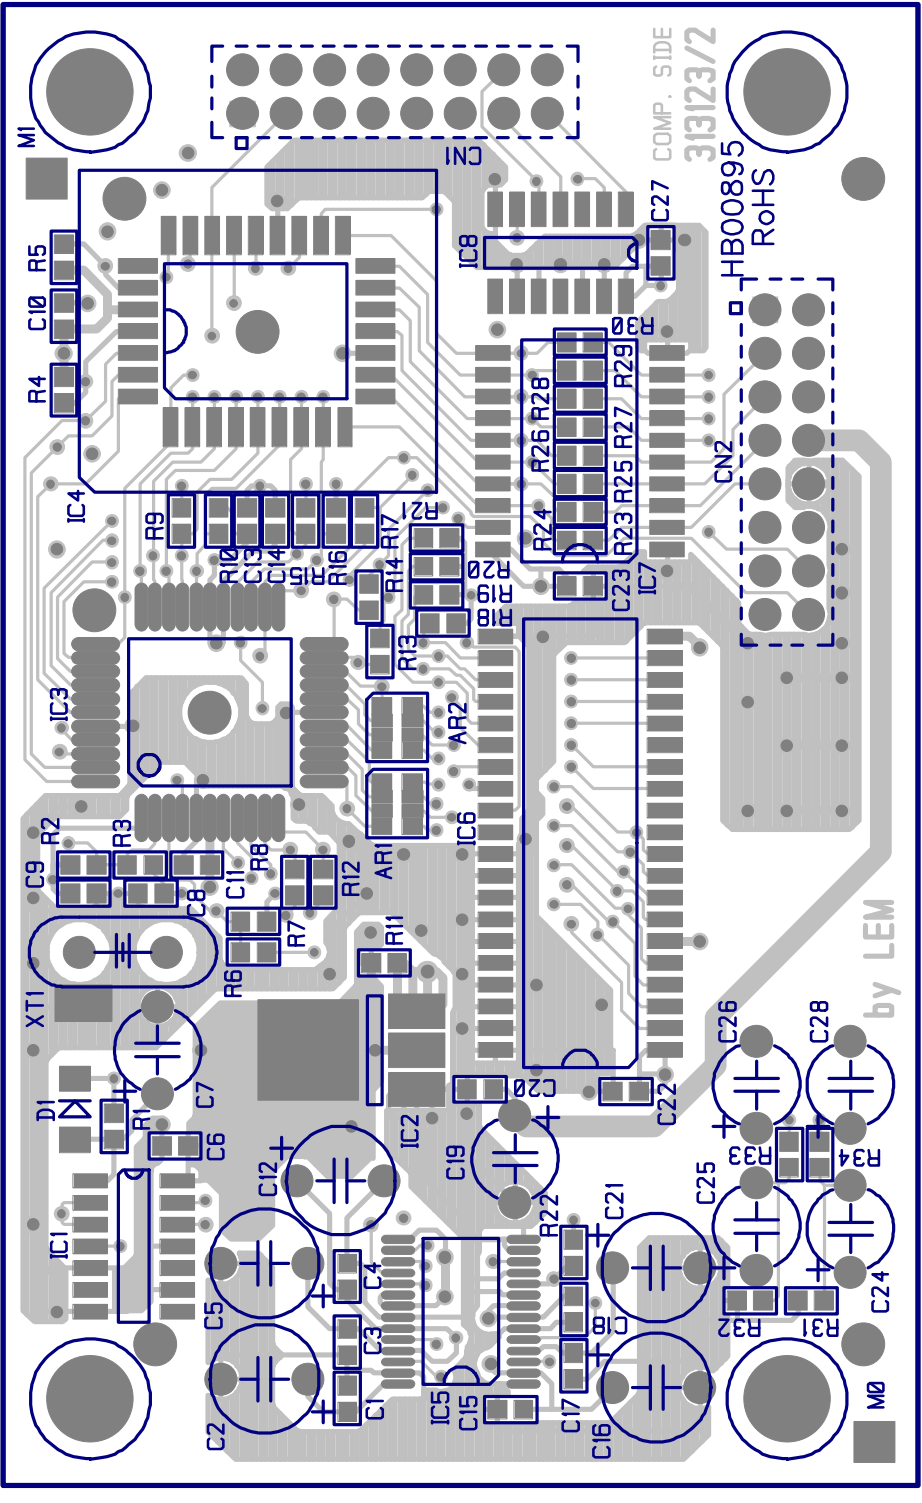 COMP. SIDE
313123/2
M1
CN1
HB00895
RoHS
C27
IC8
R5
C10
R4
R30
R29
R28
R27
R26
R25
R24
R23
CN2
IC4
R9
R10
C13
C14
R15
R16
R17
R21
R14
R20
R19
R18
C23
IC7
R13
IC3
AR2
AR1
IC6
R2
R3
C9
R8
C11
C8
R12
R7
R6
R11
XT1
by LEM
C26
C28
C7
D1
R1
C6
IC2
C20
C22
C19
C12
R33
R34
C25
IC1
R22
C21
C4
C5
C3
C18
C24
R32
R31
C2
C1
IC5
C15
C17
C16
M0